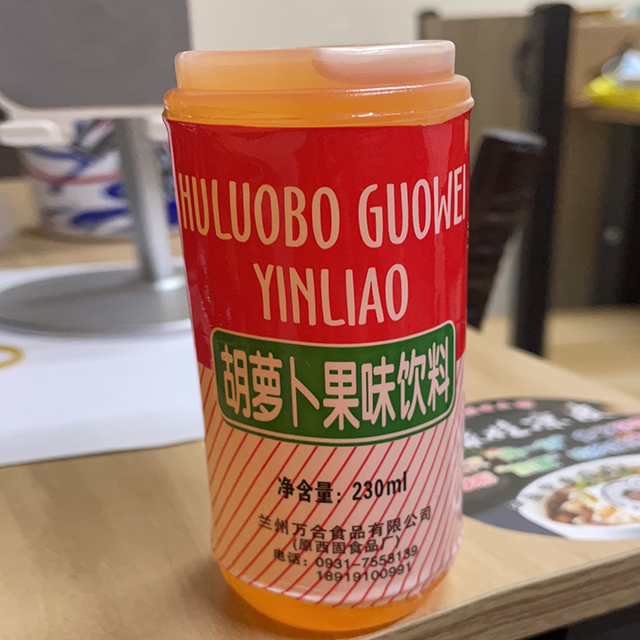 HULUOBO GUOWEI
YINLIAO
胡萝卜果味饮料
净含量：230ml
兰州万合食品有限公司
(原西固食品厂)
电话：0931-7558139
18919100991